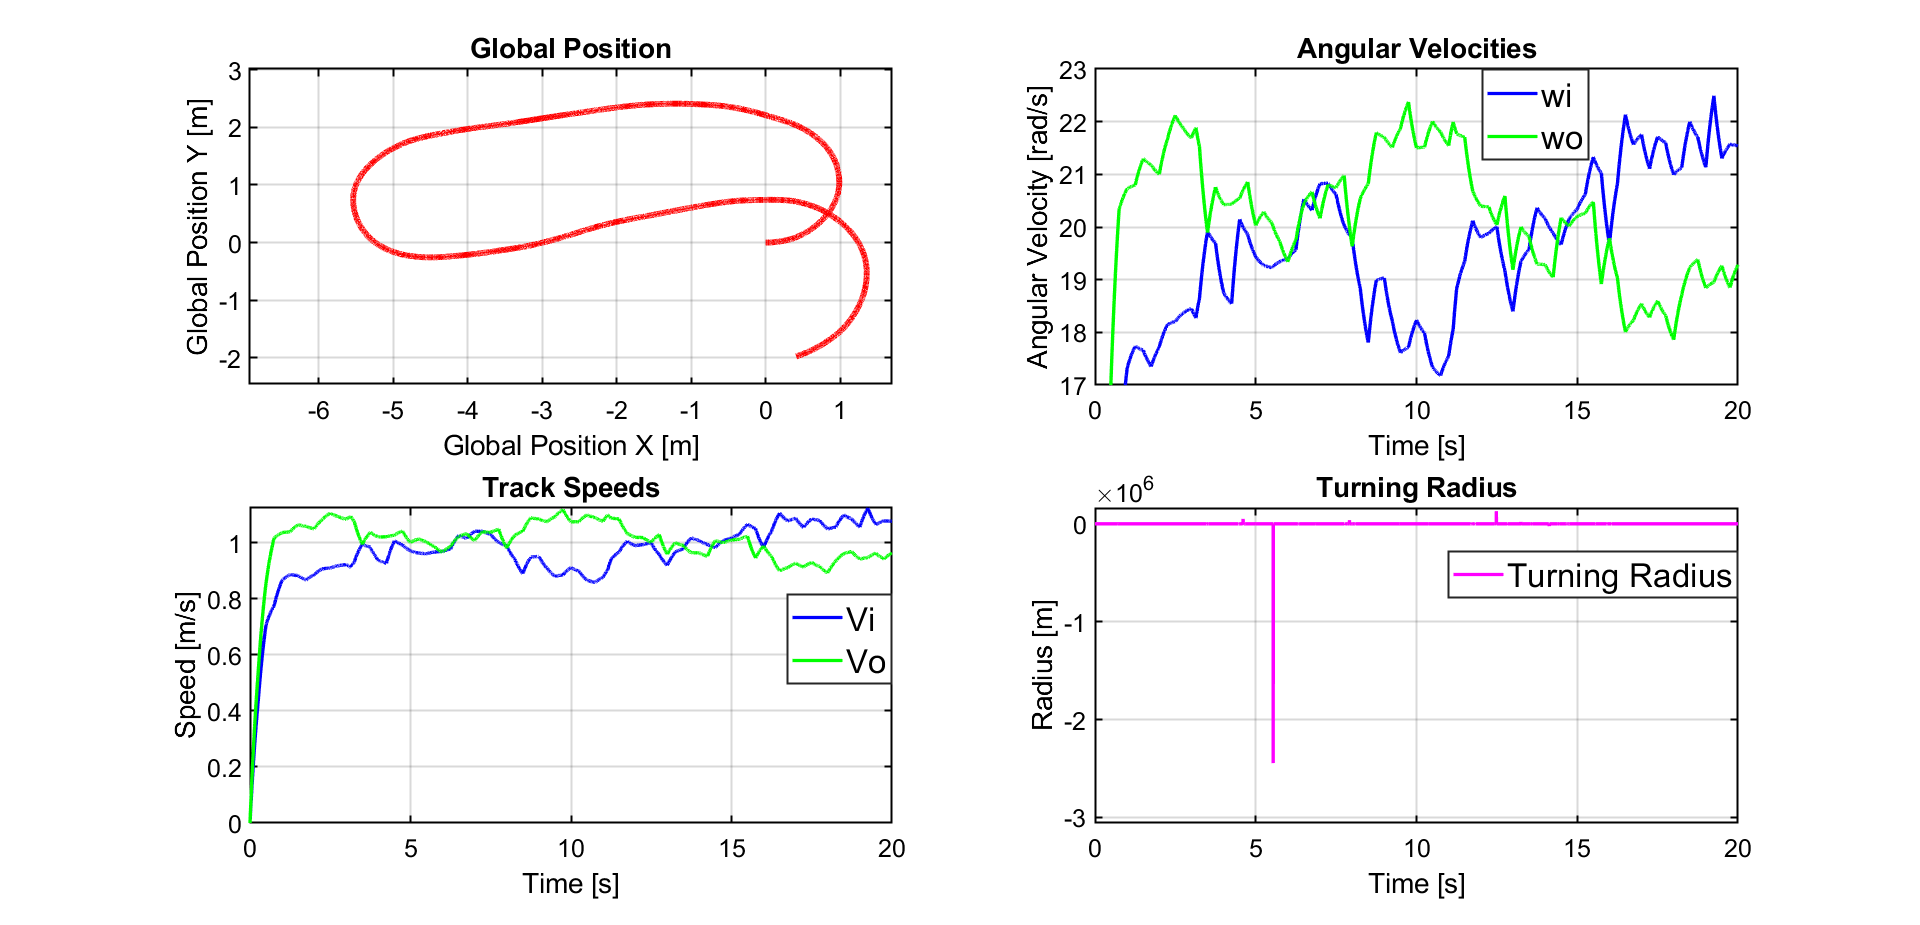 Global Position
Global Position Y [m]
3
2
1
0
-1
-2
-6 -5 -4 -3 -2 -1 0 1
Global Position X [m]
Angular Velocities
Angular Velocity [rad/s]
23
22
21
20
19
18
17
wi
wo
0 5 10 15 20
Time [s]
Track Speeds
Speed [m/s]
1
0.8
0.6
0.4
0.2
0
Vi
Vo
0 5 10 15 20
Time [s]
Turning Radius
×10⁶
Radius [m]
0
-1
-2
-3
Turning Radius
0 5 10 15 20
Time [s]